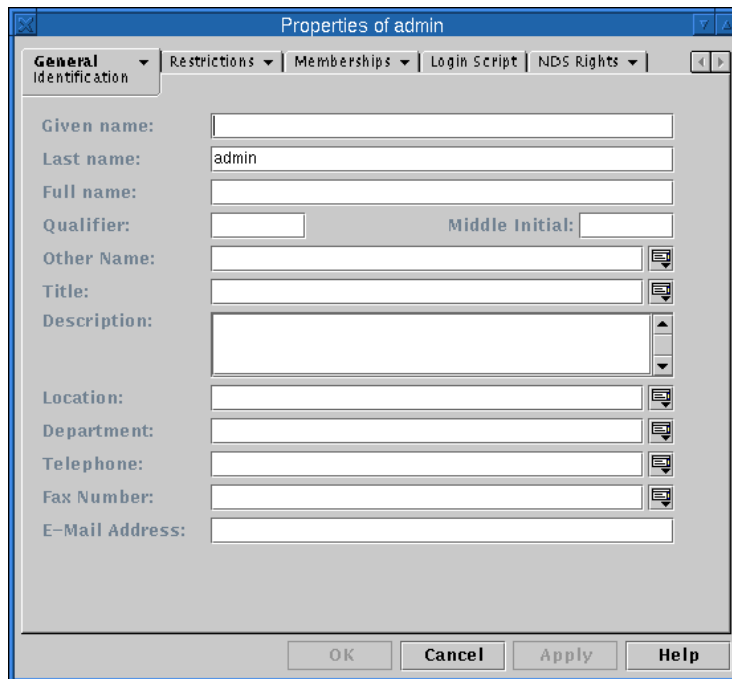 Properties of admin
General Restrictions Memberships Login Script NDS Rights
Identification
Given name:
Last name: admin
Full name:
Qualifier: Middle Initial:
Other Name:
Title:
Description:
Location:
Department:
Telephone:
Fax Number:
E-Mail Address:
OK Cancel Apply Help